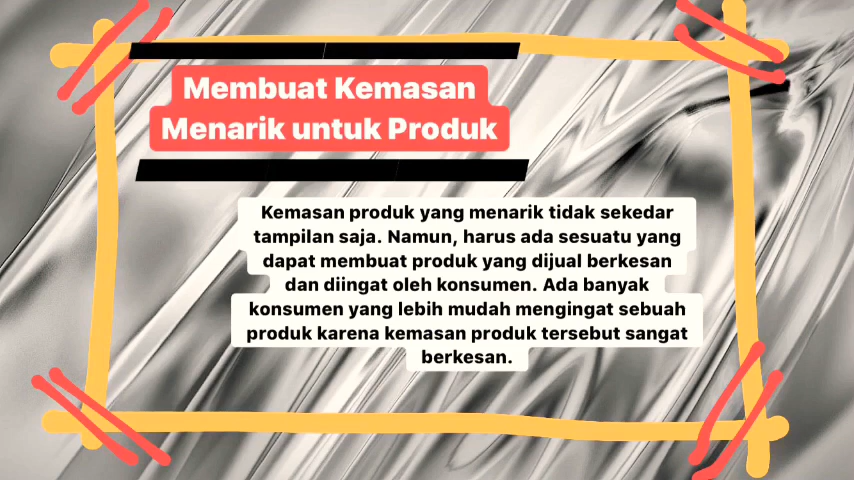 Membuat Kemasan
Menarik untuk Produk
Kemasan produk yang menarik tidak sekedar
tampilan saja. Namun, harus ada sesuatu yang
dapat membuat produk yang dijual berkesan
dan diingat oleh konsumen. Ada banyak
konsumen yang lebih mudah mengingat sebuah
produk karena kemasan produk tersebut sangat
berkesan.